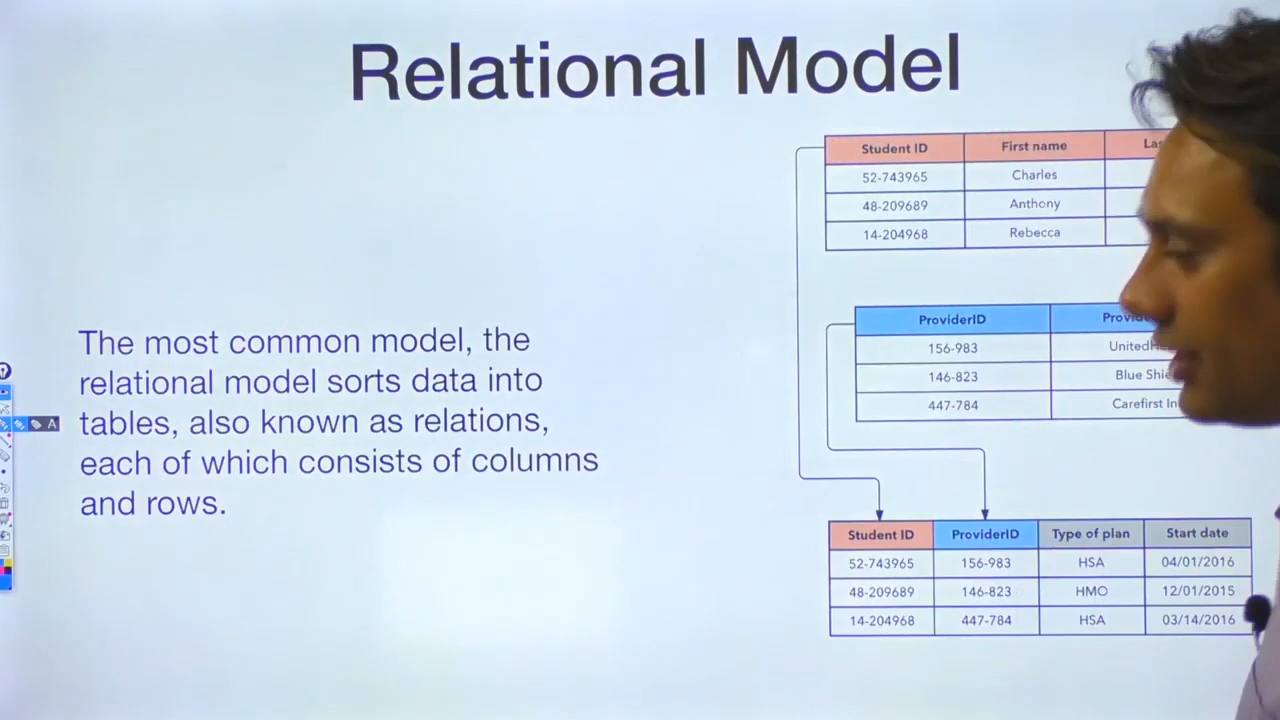 Relational Model
Student ID First name
52-743965 Charles
48-209689 Anthony
14-204968 Rebecca
ProviderID
156-983
146-823 Blue
447-784 Carefirst
The most common model, the
relational model sorts data into
tables, also known as relations,
each of which consists of columns
and rows.
Student ID ProviderID Type of plan Start date
52-743965 156-983 HSA 04/01/2016
48-209689 146-823 HMO 12/01/2015
14-204968 447-784 HSA 03/14/2016
A